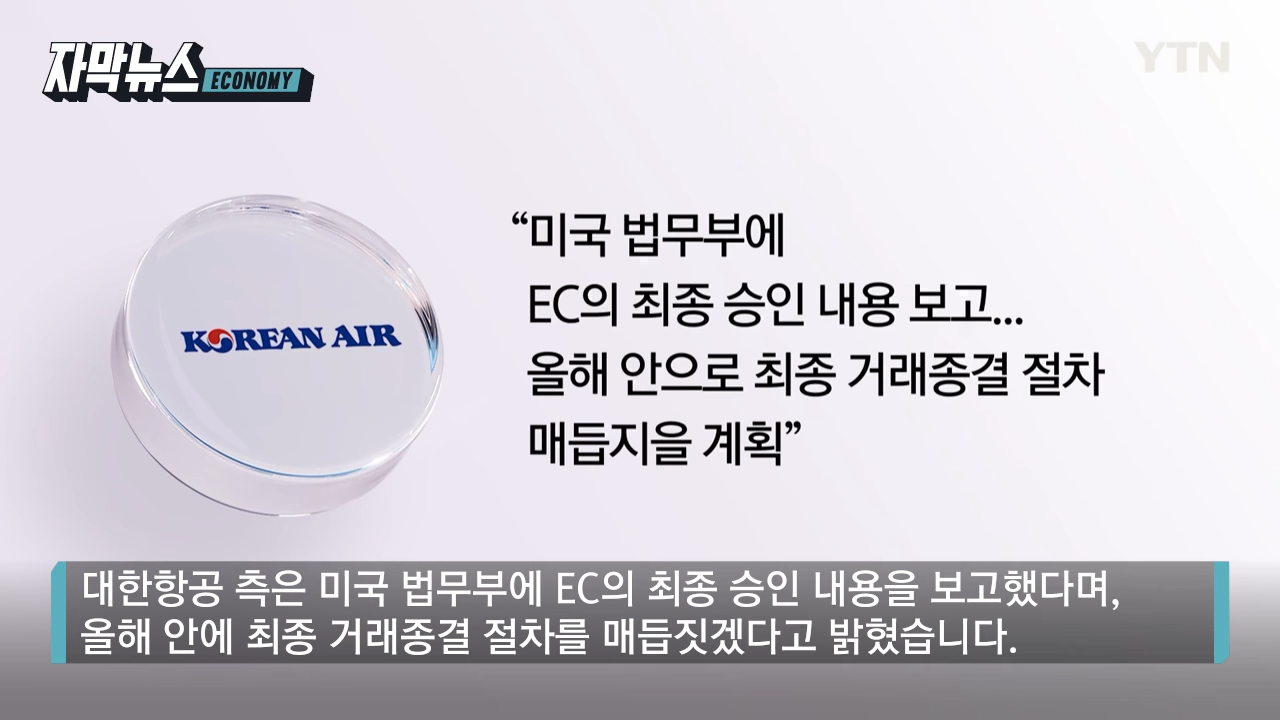 자막뉴스 ECONOMY
YTN
KOREAN AIR
“미국 법무부에
EC의 최종 승인 내용 보고...
올해 안으로 최종 거래종결 절차
매듭지을 계획”
대한항공 측은 미국 법무부에 EC의 최종 승인 내용을 보고했다며,
올해 안에 최종 거래종결 절차를 매듭짓겠다고 밝혔습니다.